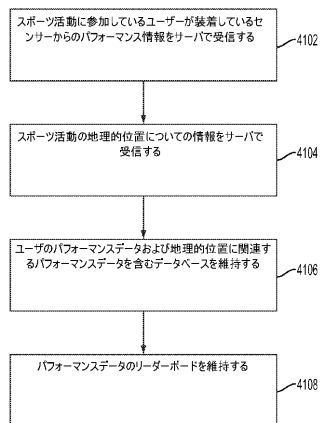 スポーツ活動に参加しているユーザーが装着しているセ
ンサーからのパフォーマンス情報をサーバで受信する
4102
スポーツ活動の地理的位置についての情報をサーバで
受信する
4104
ユーザのパフォーマンスデータおよび地理的位置に関連す
るパフォーマンスデータを含むデータベースを維持する
4106
パフォーマンスデータのリーダーボードを維持する
4108